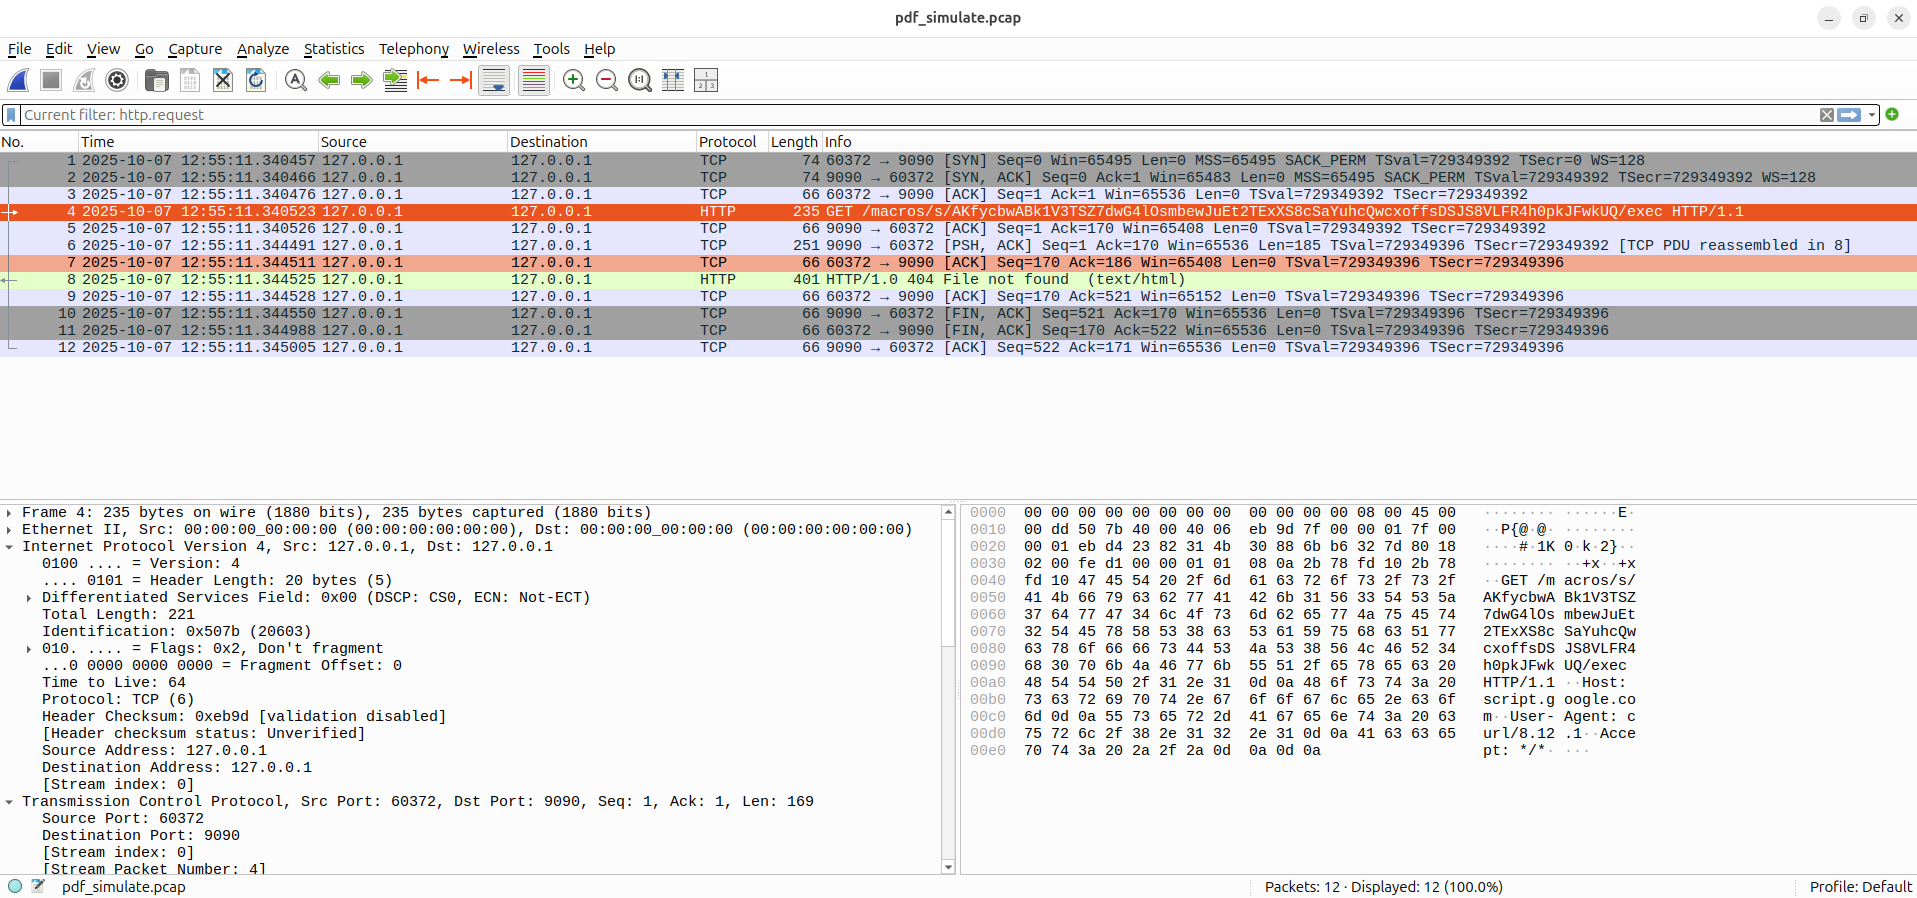 pdf_simulate.pcap
File Edit View Go Capture Analyze Statistics Telephony Wireless Tools Help
Current filter: http.request
No. Time Source Destination Protocol Length Info
1 2025-10-07 12:55:11.340457 127.0.0.1 127.0.0.1 TCP 74 60372 → 9090 [SYN] Seq=0 Win=65495 Len=0 MSS=65495 SACK_PERM TSval=729349392 TSecr=0 WS=128
2 2025-10-07 12:55:11.340466 127.0.0.1 127.0.0.1 TCP 74 9090 → 60372 [SYN, ACK] Seq=0 Ack=1 Win=65483 Len=0 MSS=65495 SACK_PERM TSval=729349392 TSecr=729349392 WS=128
3 2025-10-07 12:55:11.340476 127.0.0.1 127.0.0.1 TCP 66 60372 → 9090 [ACK] Seq=1 Ack=1 Win=65536 Len=0 TSval=729349392 TSecr=729349392
4 2025-10-07 12:55:11.340523 127.0.0.1 127.0.0.1 HTTP 235 GET /macros/s/AKfycbwABk1V3TSZ7dwG4lOsmbewJuEt2TExXS8cSaYuhcQwcxoffsDSJS8VLFR4h0pkJFwkUQ/exec HTTP/1.1
5 2025-10-07 12:55:11.340526 127.0.0.1 127.0.0.1 TCP 66 9090 → 60372 [ACK] Seq=1 Ack=170 Win=65408 Len=0 TSval=729349392 TSecr=729349392
6 2025-10-07 12:55:11.344491 127.0.0.1 127.0.0.1 TCP 251 9090 → 60372 [PSH, ACK] Seq=1 Ack=170 Win=65536 Len=185 TSval=729349396 TSecr=729349392 [TCP PDU reassembled in 8]
7 2025-10-07 12:55:11.344511 127.0.0.1 127.0.0.1 TCP 66 60372 → 9090 [ACK] Seq=170 Ack=186 Win=65408 Len=0 TSval=729349396 TSecr=729349396
8 2025-10-07 12:55:11.344525 127.0.0.1 127.0.0.1 HTTP 401 HTTP/1.0 404 File not found (text/html)
9 2025-10-07 12:55:11.344528 127.0.0.1 127.0.0.1 TCP 66 60372 → 9090 [ACK] Seq=170 Ack=521 Win=65152 Len=0 TSval=729349396 TSecr=729349396
10 2025-10-07 12:55:11.344550 127.0.0.1 127.0.0.1 TCP 66 9090 → 60372 [FIN, ACK] Seq=521 Ack=170 Win=65536 Len=0 TSval=729349396 TSecr=729349396
11 2025-10-07 12:55:11.344988 127.0.0.1 127.0.0.1 TCP 66 60372 → 9090 [FIN, ACK] Seq=170 Ack=522 Win=65536 Len=0 TSval=729349396 TSecr=729349396
12 2025-10-07 12:55:11.345005 127.0.0.1 127.0.0.1 TCP 66 9090 → 60372 [ACK] Seq=522 Ack=171 Win=65536 Len=0 TSval=729349396 TSecr=729349396
Frame 4: 235 bytes on wire (1880 bits), 235 bytes captured (1880 bits)
Ethernet II, Src: 00:00:00_00:00:00 (00:00:00:00:00:00), Dst: 00:00:00_00:00:00 (00:00:00:00:00:00)
Internet Protocol Version 4, Src: 127.0.0.1, Dst: 127.0.0.1
0100 .... = Version: 4
.... 0101 = Header Length: 20 bytes (5)
Differentiated Services Field: 0x00 (DSCP: CS0, ECN: Not-ECT)
Total Length: 221
Identification: 0x507b (20603)
010. .... = Flags: 0x2, Don't fragment
...0 0000 0000 0000 = Fragment Offset: 0
Time to Live: 64
Protocol: TCP (6)
Header Checksum: 0xeb9d [validation disabled]
[Header checksum status: Unverified]
Source Address: 127.0.0.1
Destination Address: 127.0.0.1
[Stream index: 0]
Transmission Control Protocol, Src Port: 60372, Dst Port: 9090, Seq: 1, Ack: 1, Len: 169
Source Port: 60372
Destination Port: 9090
[Stream index: 0]
[Stream Packet Number: 4]
0000 00 00 00 00 00 00 00 00 00 00 00 00 08 00 45 00 ········ ······E·
0010 00 dd 50 7b 40 00 40 06 eb 9d 7f 00 00 01 7f 00 ··P{@·@· ········
0020 00 01 eb d4 23 82 31 4b 30 88 6b b6 32 7d 80 18 ····#·1K 0·k·2}··
0030 02 00 fe d1 00 00 01 01 08 0a 2b 78 fd 10 2b 78 ········ ··+x··+x
0040 fd 10 47 45 54 20 2f 6d 61 63 72 6f 73 2f 73 2f ··GET /m acros/s/
0050 41 4b 66 79 63 62 77 41 42 6b 31 56 33 54 53 5a AKfycbwA Bk1V3TSZ
0060 37 64 77 47 34 6c 4f 73 6d 62 65 77 4a 75 45 74 7dwG4lOs mbewJuEt
0070 32 54 45 78 58 53 38 63 53 61 59 75 68 63 51 77 2TExXS8c SaYuhcQw
0080 63 78 6f 66 66 73 44 53 4a 53 38 56 4c 46 52 34 cxoffsDS JS8VLFR4
0090 68 30 70 6b 4a 46 77 6b 55 51 2f 65 78 65 63 20 h0pkJFwk UQ/exec
00a0 48 54 54 50 2f 31 2e 31 0d 0a 48 6f 73 74 3a 20 HTTP/1.1 ··Host:
00b0 73 63 72 69 70 74 2e 67 6f 6f 67 6c 65 2e 63 6f script.g oogle.co
00c0 6d 0d 0a 55 73 65 72 2d 41 67 65 6e 74 3a 20 63 m··User- Agent: c
00d0 75 72 6c 2f 38 2e 31 32 2e 31 0d 0a 41 63 63 65 url/8.12 .1··Acce
00e0 70 74 3a 20 2a 2f 2a 0d 0a 0d 0a pt: */*· ···
pdf_simulate.pcap
Packets: 12 · Displayed: 12 (100.0%)
Profile: Default